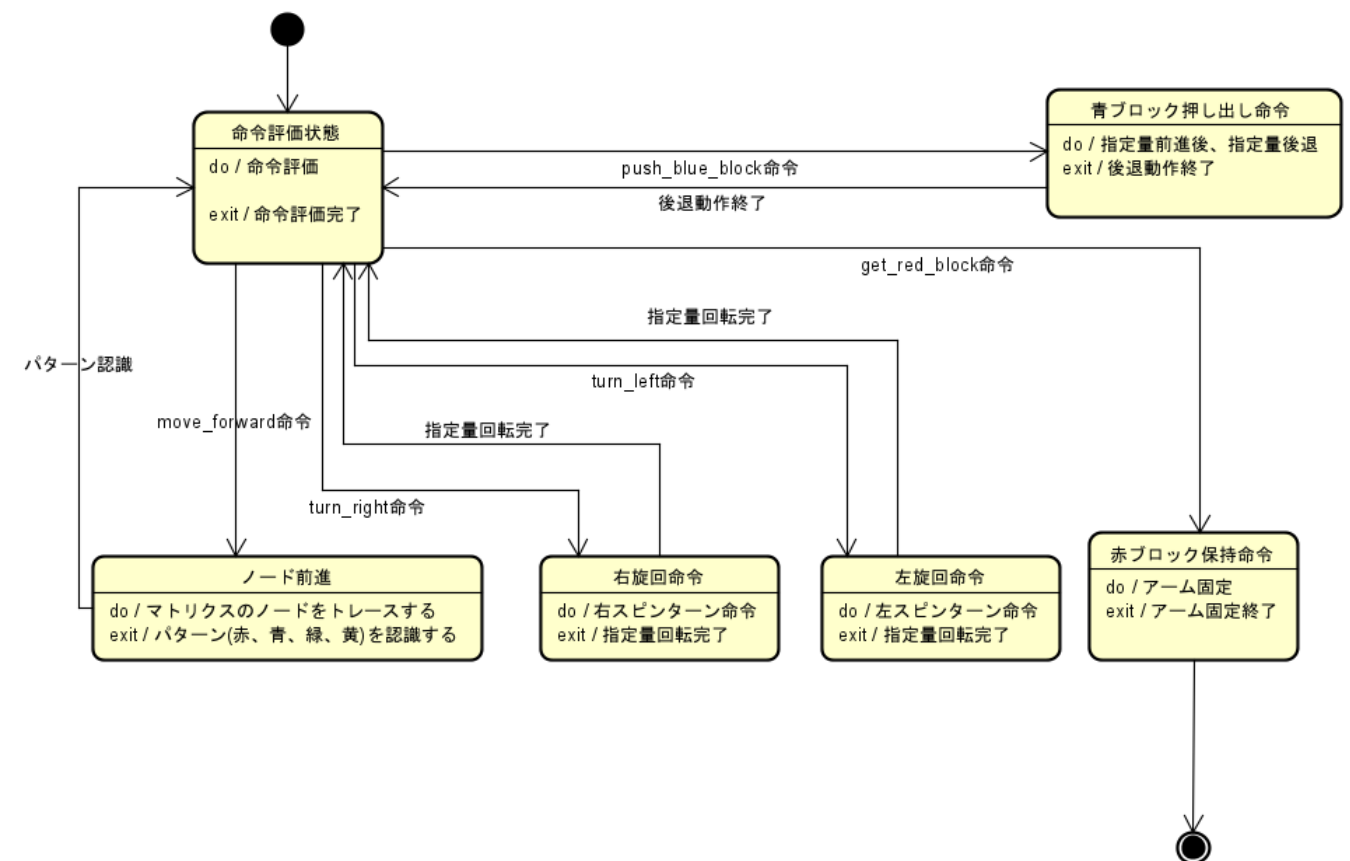 命令評価状態
do / 命令評価
exit / 命令評価完了
青ブロック押し出し命令
do / 指定量前進後、指定量後退
exit / 後退動作終了
push_blue_block命令
後退動作終了
get_red_block命令
指定量回転完了
パターン認識
turn_left命令
move_forward命令
指定量回転完了
turn_right命令
ノード前進
do / マトリクスのノードをトレースする
exit / パターン(赤、青、緑、黄)を認識する
右旋回命令
do / 右スピンターン命令
exit / 指定量回転完了
左旋回命令
do / 左スピンターン命令
exit / 指定量回転完了
赤ブロック保持命令
do / アーム固定
exit / アーム固定終了